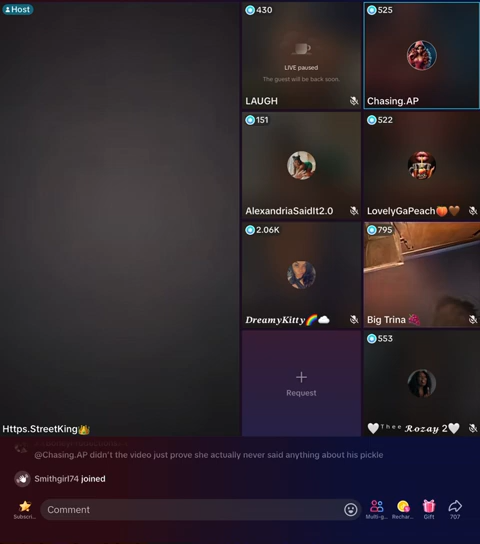 Host
430
LIVE paused
The guest will be back soon.
LAUGH
525
Chasing.AP
151
AlexandriaSaidIt2.0
522
LovelyGaPeach🍑🤎
2.06K
DreamyKitty🌈☁️
795
Big Trina
Request
553
🤍ᵀʰᵉᵉ 𝓡𝓸𝔃𝓪𝔂 2🤍
Https.StreetKing
@Chasing.AP didn't the video just prove she actually never said anything about his pickle
Smithgirl74 joined
Subscri...
Comment
Multi-g...
Rechar...
Gift
707